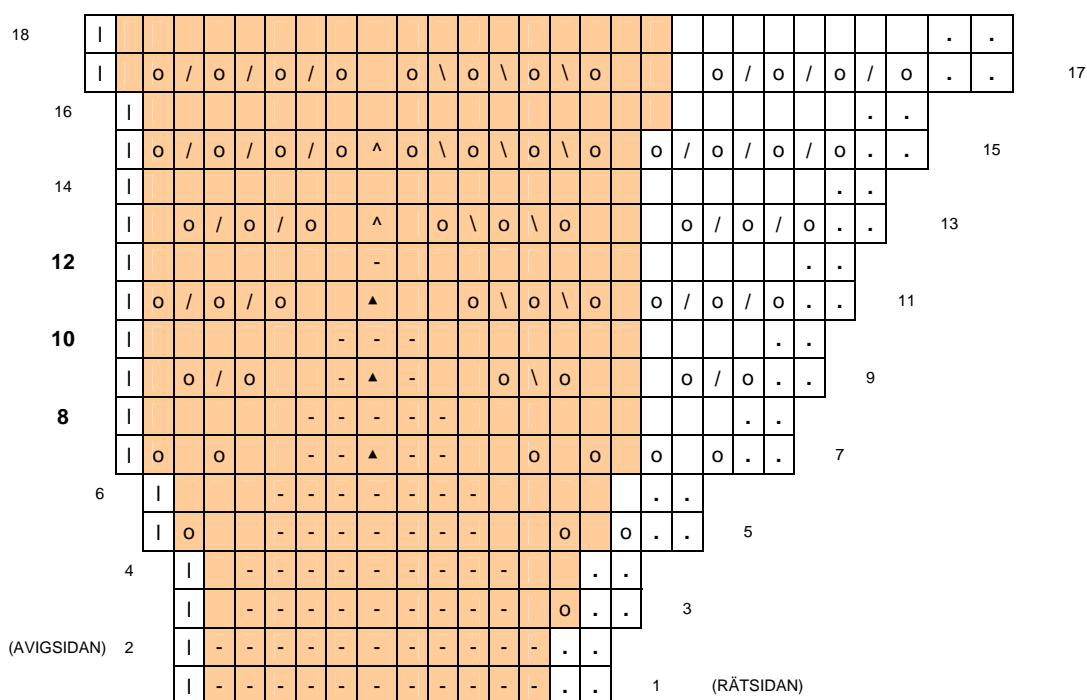 18 | . .
| o / o / o / o o \ o \ o \ o o / o / o / o . . 17
16 | . .
| o / o / o / o ^ o \ o \ o \ o o / o / o / o . . 15
14 | . .
| o / o / o ^ o \ o \ o o / o / o . . 13
12 | - . .
| o / o / o ▲ o \ o \ o o / o / o . . 11
10 | - - - . .
| o / o - ▲ - o \ o o / o . . 9
8 | - - - - - . .
| o o - - ▲ - - o o o o . . 7
6 | - - - - - - - . .
| o - - - - - - - o o . . 5
4 | - - - - - - - - - . .
| - - - - - - - - - o . . 3
(AVIGSIDAN) 2 | - - - - - - - - - - - . .
| - - - - - - - - - - - . . 1 (RÄTSIDAN)